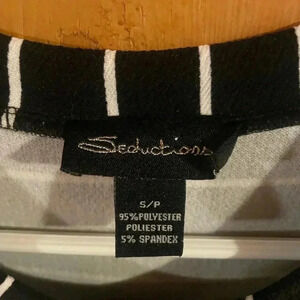 Seductions
S/P
95%POLYESTER
POLIESTER
5% SPANDEX